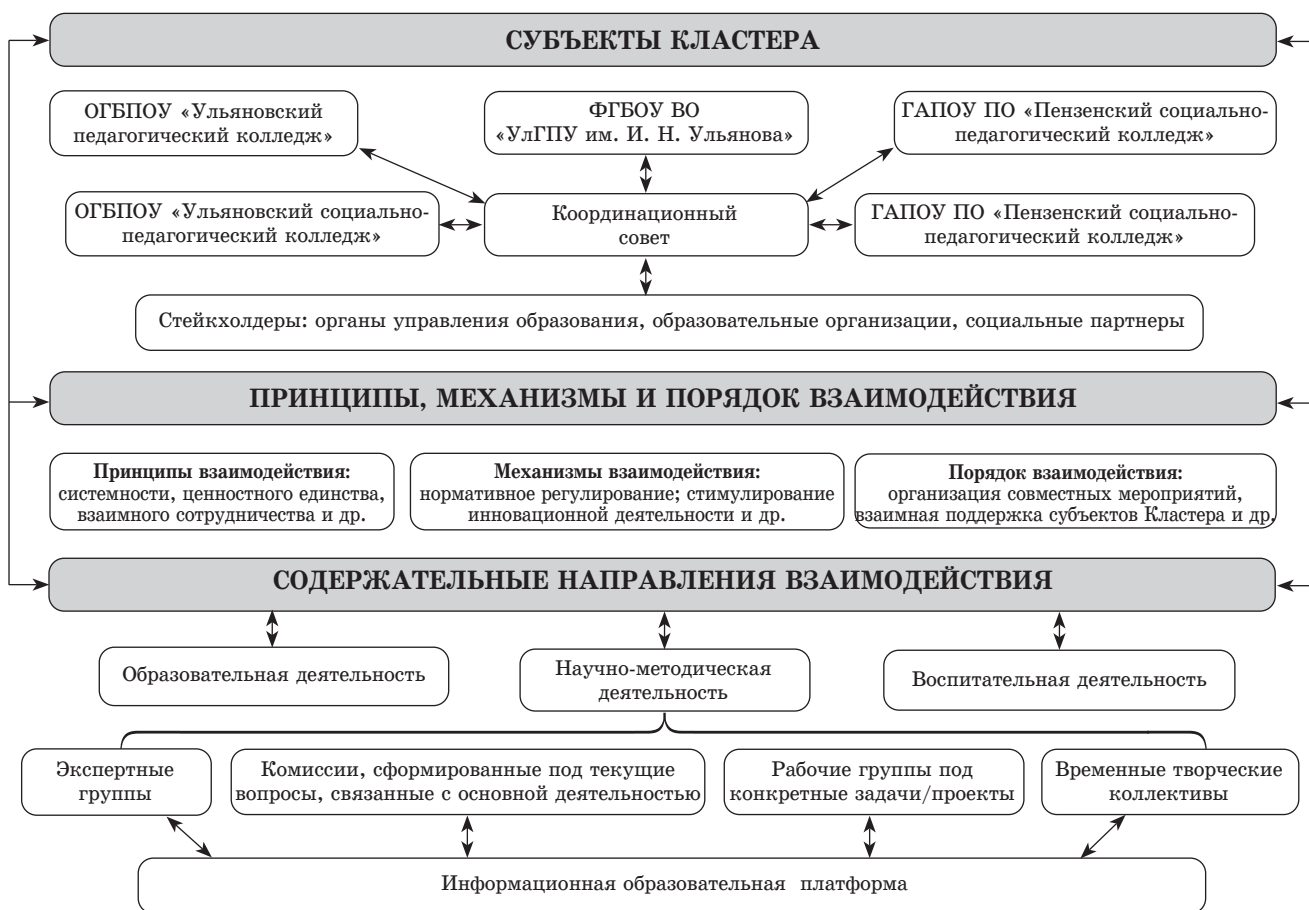 СУБЪЕКТЫ КЛАСТЕРА
ОГБПОУ «Ульяновский
педагогический колледж»
ФГБОУ ВО
«УлГПУ им. И. Н. Ульянова»
ГАПОУ ПО «Пензенский социально-
педагогический колледж»
ОГБПОУ «Ульяновский социально-
педагогический колледж»
Координационный
совет
ГАПОУ ПО «Пензенский социально-
педагогический колледж»
Стейкхолдеры: органы управления образования, образовательные организации, социальные партнеры
ПРИНЦИПЫ, МЕХАНИЗМЫ И ПОРЯДОК ВЗАИМОДЕЙСТВИЯ
Принципы взаимодействия:
системности, ценностного единства,
взаимного сотрудничества и др.
Механизмы взаимодействия:
нормативное регулирование; стимулирование
инновационной деятельности и др.
Порядок взаимодействия:
организация совместных мероприятий,
взаимная поддержка субъектов Кластера и др.
СОДЕРЖАТЕЛЬНЫЕ НАПРАВЛЕНИЯ ВЗАИМОДЕЙСТВИЯ
Образовательная деятельность
Научно-методическая
деятельность
Воспитательная деятельность
Экспертные
группы
Комиссии, сформированные под текущие
вопросы, связанные с основной деятельностью
Рабочие группы под
конкретные задачи/проекты
Временные творческие
коллективы
Информационная образовательная платформа